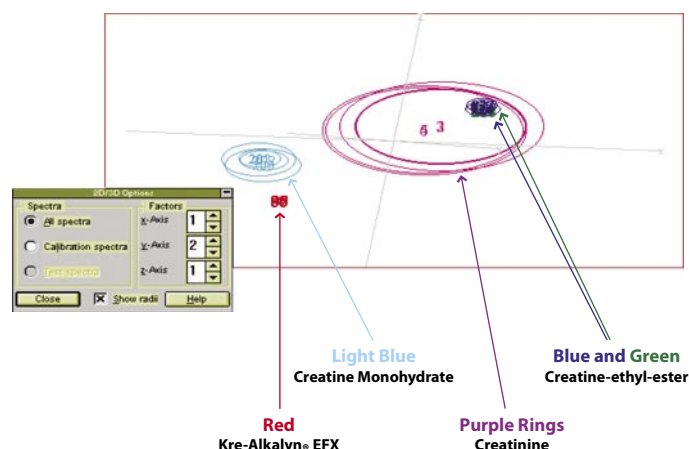 5 3
2D/3D Options
Spectra
All spectra
Calibration spectra
Test spectra
Factors
x-Axis 1
y-Axis 2
z-Axis 1
Close
Show radii
Help
Light Blue
Creatine Monohydrate
Blue and Green
Creatine-ethyl-ester
Red
Kre-Alkalyn® EFX
Purple Rings
Creatinine